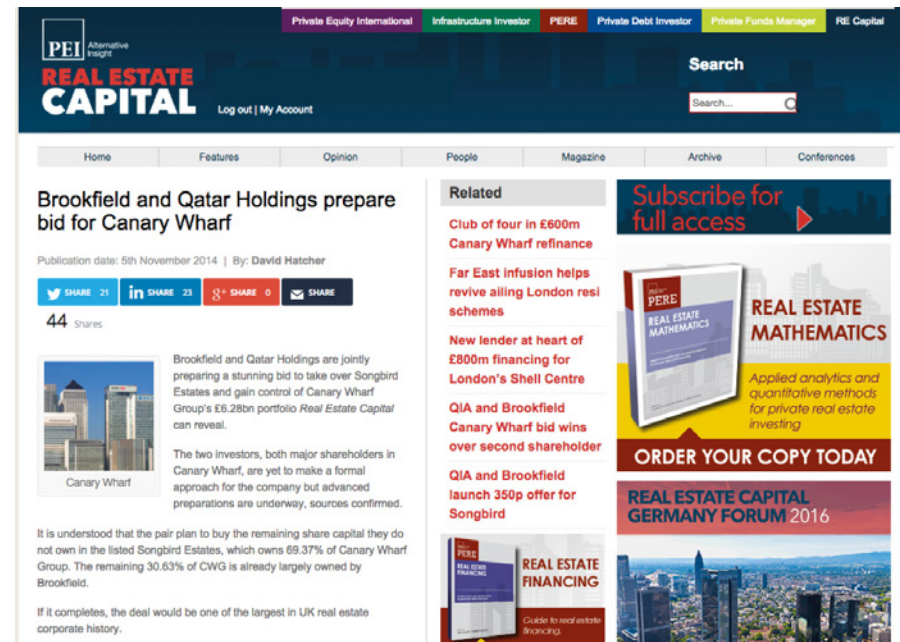 Private Equity International
Infrastructure Investor
PERE
Private Debt Investor
Private Funds Manager
RE Capital
PEI Alternative
Insight
REAL ESTATE
CAPITAL
Log out | My Account
Search
Search...
Home
Features
Opinion
People
Magazine
Archive
Conferences
Brookfield and Qatar Holdings prepare
bid for Canary Wharf
Publication date: 5th November 2014 | By: David Hatcher
SHARE 21
in SHARE 23
g+ SHARE 0
SHARE
44 Shares
Canary Wharf
Brookfield and Qatar Holdings are jointly
preparing a stunning bid to take over Songbird
Estates and gain control of Canary Wharf
Group's £6.28bn portfolio Real Estate Capital
can reveal.
The two investors, both major shareholders in
Canary Wharf, are yet to make a formal
approach for the company but advanced
preparations are underway, sources confirmed.
It is understood that the pair plan to buy the remaining share capital they do
not own in the listed Songbird Estates, which owns 69.37% of Canary Wharf
Group. The remaining 30.63% of CWG is already largely owned by
Brookfield.
If it completes, the deal would be one of the largest in UK real estate
corporate history.
Related
Club of four in £600m
Canary Wharf refinance
Far East infusion helps
revive ailing London resi
schemes
New lender at heart of
£800m financing for
London's Shell Centre
QIA and Brookfield
Canary Wharf bid wins
over second shareholder
QIA and Brookfield
launch 350p offer for
Songbird
PERE
REAL ESTATE
FINANCING
REAL ESTATE
FINANCING
Guide to real estate
financing.
Subscribe for
full access
PERE
REAL ESTATE
MATHEMATICS
REAL ESTATE
MATHEMATICS
Applied analytics and
quantitative methods
for private real estate
investing
ORDER YOUR COPY TODAY
REAL ESTATE CAPITAL
GERMANY FORUM 2016